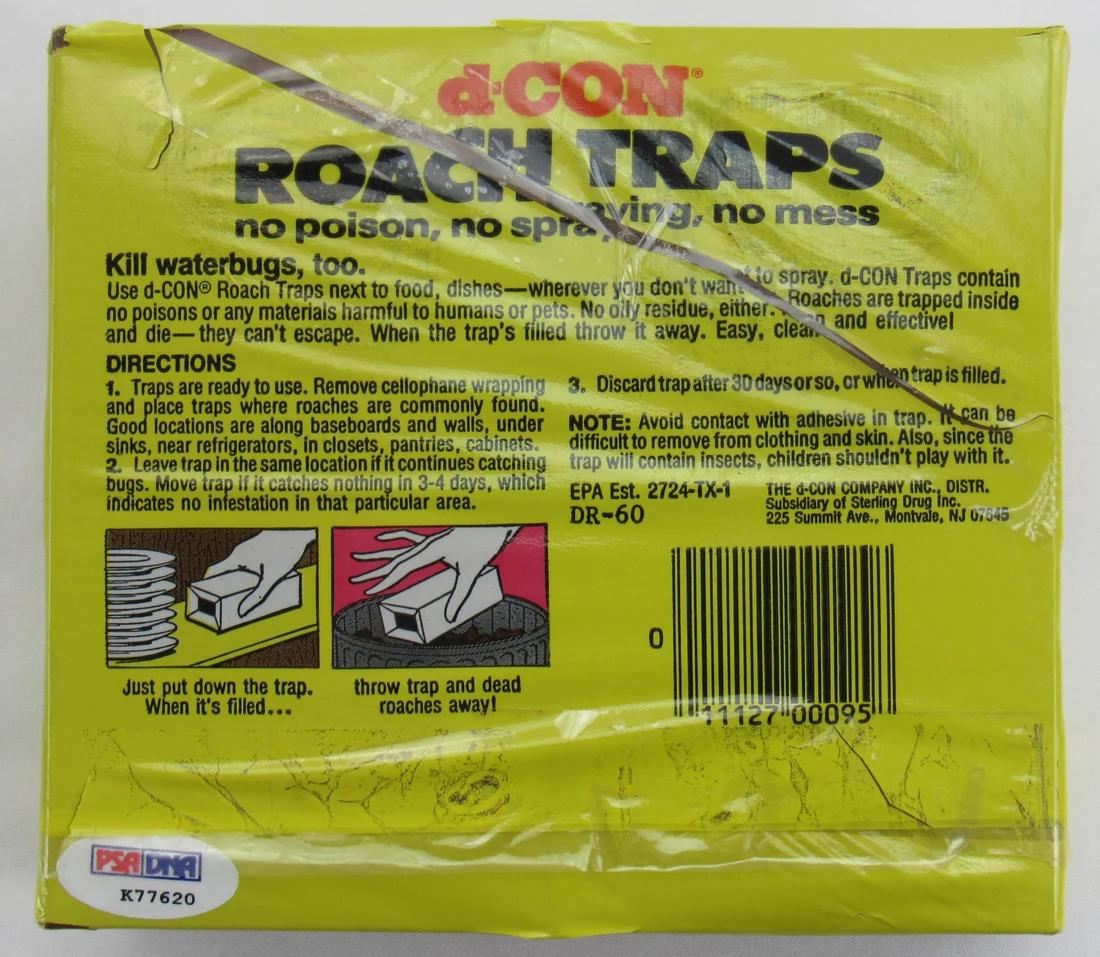 d-CON®
ROACH TRAPS
no poison, no spraying, no mess
Kill waterbugs, too.
Use d-CON® Roach Traps next to food, dishes—wherever you don't want to spray. d-CON Traps contain
no poisons or any materials harmful to humans or pets. No oily residue, either. Roaches are trapped inside
and die—they can't escape. When the trap's filled throw it away. Easy, clean and effective!
DIRECTIONS
1. Traps are ready to use. Remove cellophane wrapping
and place traps where roaches are commonly found.
Good locations are along baseboards and walls, under
sinks, near refrigerators, in closets, pantries, cabinets.
2. Leave trap in the same location if it continues catching
bugs. Move trap if it catches nothing in 3-4 days, which
indicates no infestation in that particular area.
3. Discard trap after 30 days or so, or when trap is filled.
NOTE: Avoid contact with adhesive in trap. It can be
difficult to remove from clothing and skin. Also, since the
trap will contain insects, children shouldn't play with it.
EPA Est. 2724-TX-1
DR-60
THE d-CON COMPANY INC., DISTR.
Subsidiary of Sterling Drug Inc.
225 Summit Ave., Montvale, NJ 07645
Just put down the trap.
When it's filled...
throw trap and dead
roaches away!
0
11127 00095
PSA DNA
K77620